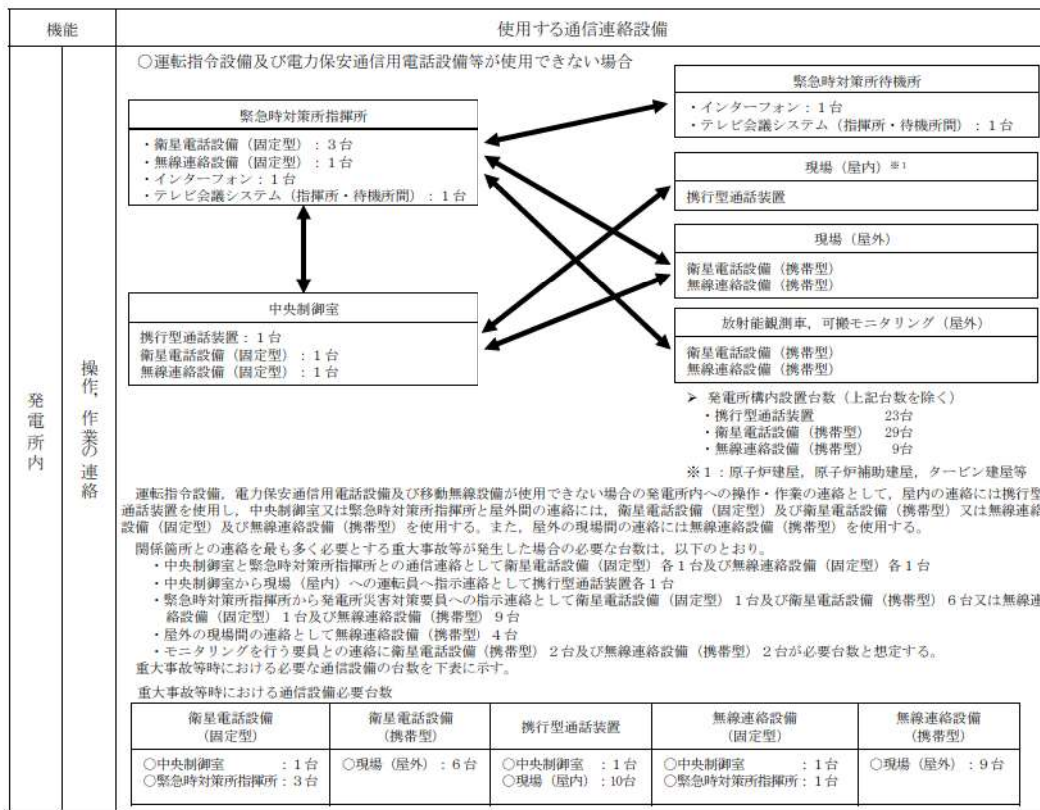 機能
使用する通信連絡設備
発電所内
操作，作業の連絡
○運転指令設備及び電力保安通信用電話設備等が使用できない場合
緊急時対策所指揮所
・衛星電話設備（固定型）：3台
・無線連絡設備（固定型）：1台
・インターフォン：1台
・テレビ会議システム（指揮所・待機所間）：1台
中央制御室
携行型通話装置：1台
衛星電話設備（固定型）：1台
無線連絡設備（固定型）：1台
緊急時対策所待機所
・インターフォン：1台
・テレビ会議システム（指揮所・待機所間）：1台
現場（屋内）※1
携行型通話装置
現場（屋外）
衛星電話設備（携帯型）
無線連絡設備（携帯型）
放射能観測車，可搬モニタリング（屋外）
衛星電話設備（携帯型）
無線連絡設備（携帯型）
➢ 発電所構内設置台数（上記台数を除く）
・携行型通話装置 23台
・衛星電話設備（携帯型） 29台
・無線連絡設備（携帯型） 9台
※1：原子炉建屋，原子炉補助建屋，タービン建屋等
運転指令設備，電力保安通信用電話設備及び移動無線設備が使用できない場合の発電所内への操作・作業の連絡として，屋内の連絡には携行型
通話装置を使用し，中央制御室又は緊急時対策所指揮所と屋外間の連絡には，衛星電話設備（固定型）及び衛星電話設備（携帯型）又は無線連絡
設備（固定型）及び無線連絡設備（携帯型）を使用する。また，屋外の現場間の連絡には無線連絡設備（携帯型）を使用する。
関係箇所との連絡を最も多く必要とする重大事故等が発生した場合の必要な台数は，以下のとおり。
・中央制御室と緊急時対策所指揮所との通信連絡として衛星電話設備（固定型）各1台及び無線連絡設備（固定型）各1台
・中央制御室から現場（屋内）への運転員へ指示連絡として携行型通話装置各1台
・緊急時対策所指揮所から発電所災害対策要員への指示連絡として衛星電話設備（固定型）1台及び衛星電話設備（携帯型）6台又は無線連
絡設備（固定型）1台及び無線連絡設備（携帯型）9台
・屋外の現場間の連絡として無線連絡設備（携帯型）4台
・モニタリングを行う要員との連絡に衛星電話設備（携帯型）2台及び無線連絡設備（携帯型）2台が必要台数と想定する。
重大事故等時における必要な通信設備の台数を下表に示す。
重大事故等時における通信設備必要台数
衛星電話設備
（固定型）
衛星電話設備
（携帯型）
携行型通話装置
無線連絡設備
（固定型）
無線連絡設備
（携帯型）
○中央制御室 ：1台
○緊急時対策所指揮所：3台
○現場（屋外）：6台
○中央制御室 ：1台
○現場（屋内）：10台
○中央制御室 ：1台
○緊急時対策所指揮所：1台
○現場（屋外）：9台